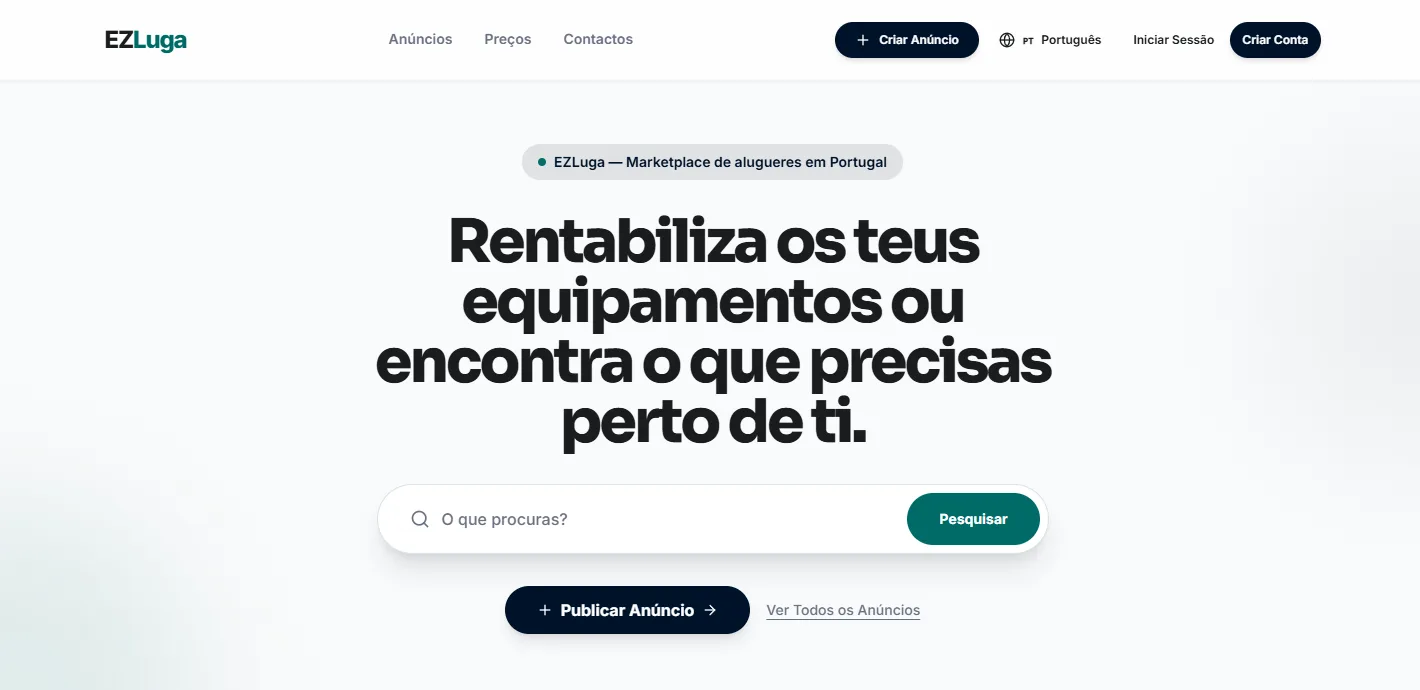 EZLuga
Anúncios
Preços
Contactos
Criar Anúncio
PT Português
Iniciar Sessão
Criar Conta
EZLuga — Marketplace de alugueres em Portugal
Rentabiliza os teus
equipamentos ou
encontra o que precisas
perto de ti.
O que procuras?
Pesquisar
Publicar Anúncio
Ver Todos os Anúncios